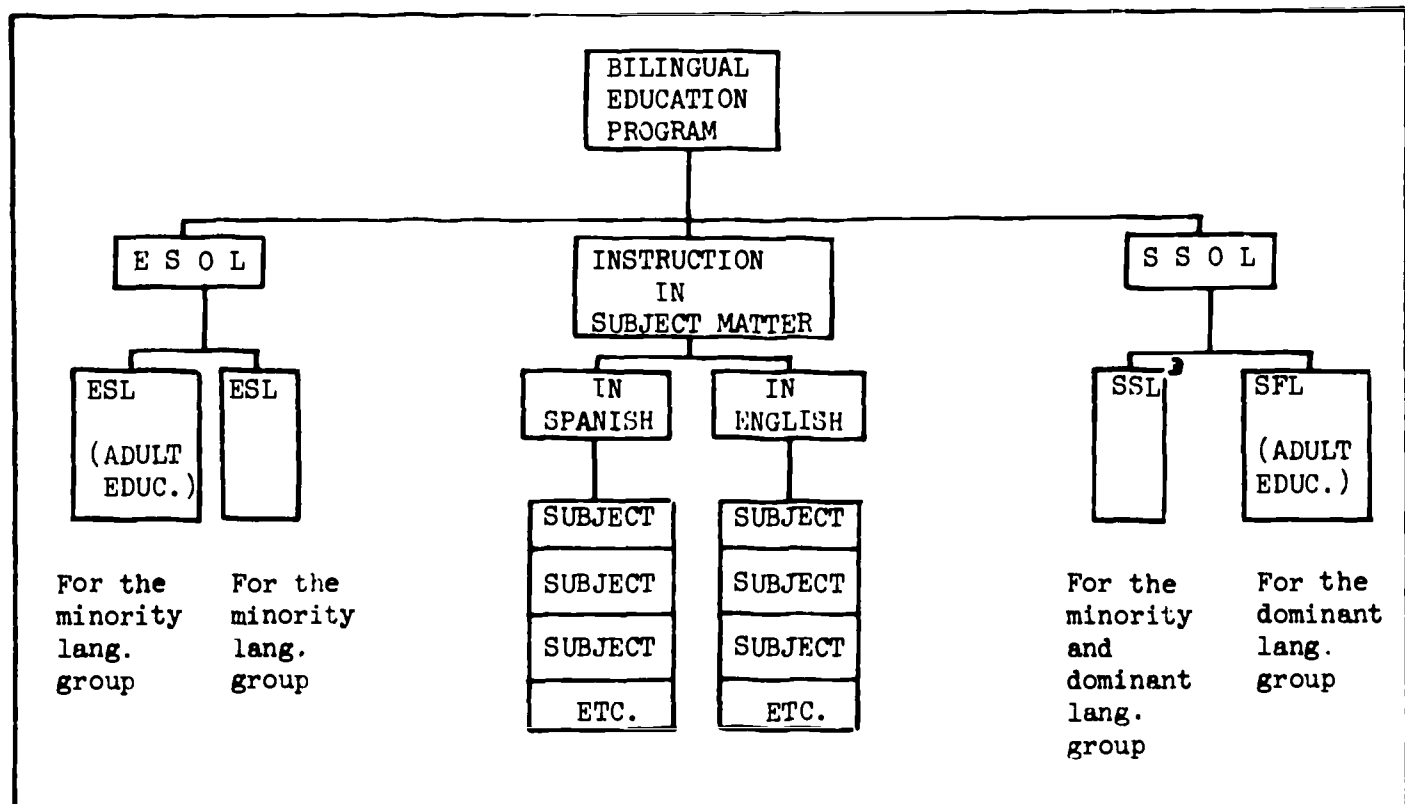 BILINGUAL
EDUCATION
PROGRAM
E S O L
INSTRUCTION
IN
SUBJECT MATTER
S S O L
ESL
(ADULT
EDUC.)
ESL
IN
SPANISH
IN
ENGLISH
SSL
SFL
(ADULT
EDUC.)
SUBJECT
SUBJECT
SUBJECT
ETC.
SUBJECT
SUBJECT
SUBJECT
ETC.
For the
minority
lang.
group
For the
minority
lang.
group
For the
minority
and
dominant
lang.
group
For the
dominant
lang.
group